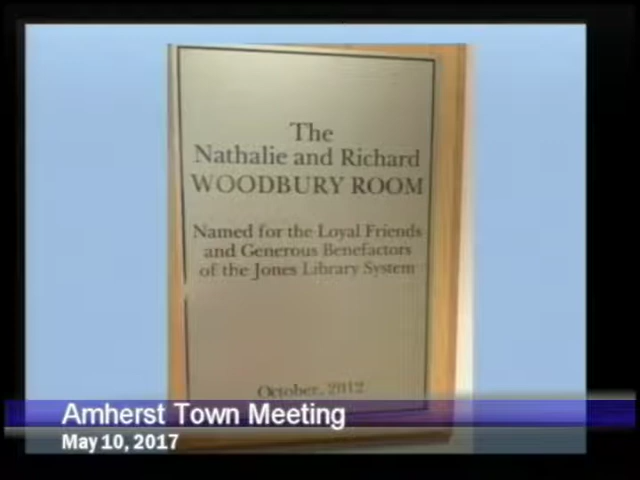 The
Nathalie and Richard
WOODBURY ROOM
Named for the Loyal Friends
and Generous Benefactors
of the Jones Library System
October, 2012
Amherst Town Meeting
May 10, 2017